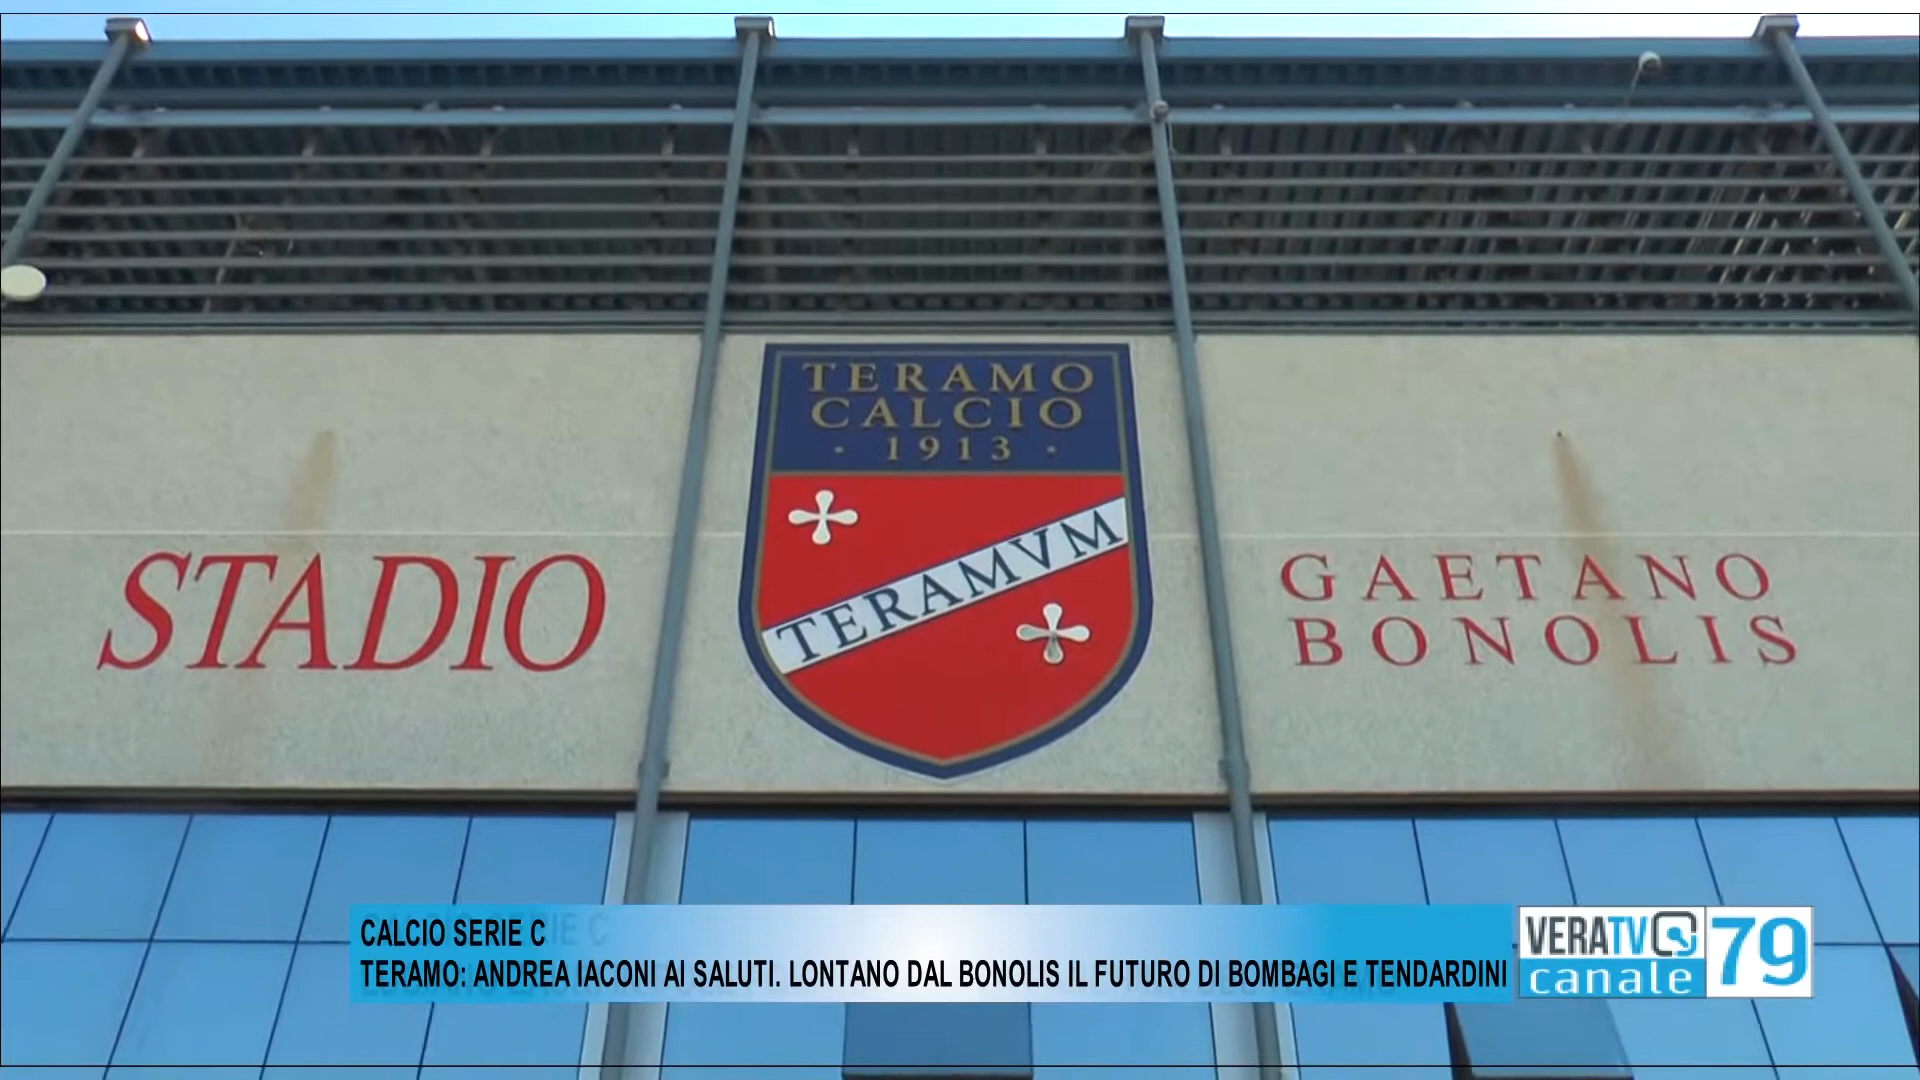 TERAMO
CALCIO
· 1913 ·
TERAMVM
STADIO
GAETANO
BONOLIS
CALCIO SERIE C
TERAMO: ANDREA IACONI AI SALUTI. LONTANO DAL BONOLIS IL FUTURO DI BOMBAGI E TENDARDINI
VERATV
canale
79